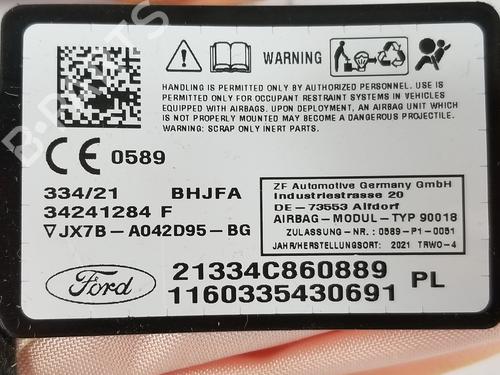 WARNING
HANDLING IS PERMITTED ONLY BY AUTHORIZED PERSONNEL. USE IS
PERMITTED ONLY FOR OCCUPANT RESTRAINT SYSTEMS IN VEHICLES
EQUIPPED WITH AIRBAGS. UPON DEPLOYMENT, AN AIRBAG UNIT WHICH
IS NOT PROPERLY MOUNTED MAY BECOME A DANGEROUS PROJECTILE.
WARNING: SCRAP ONLY INERT PARTS.
CE 0589
334/21 BHJFA
34241284 F
▽JX7B-A042D95-BG
ZF Automotive Germany GmbH
Industriestrasse 20
DE - 73553 Alfdorf
AIRBAG-MODUL-TYP 90018
ZULASSUNG-NR.: 0589-P1-0051
JAHR/HERSTELLORT: 2021 TRWO-4
Ford
21334C860889
1160335430691 PL
B-PARTS